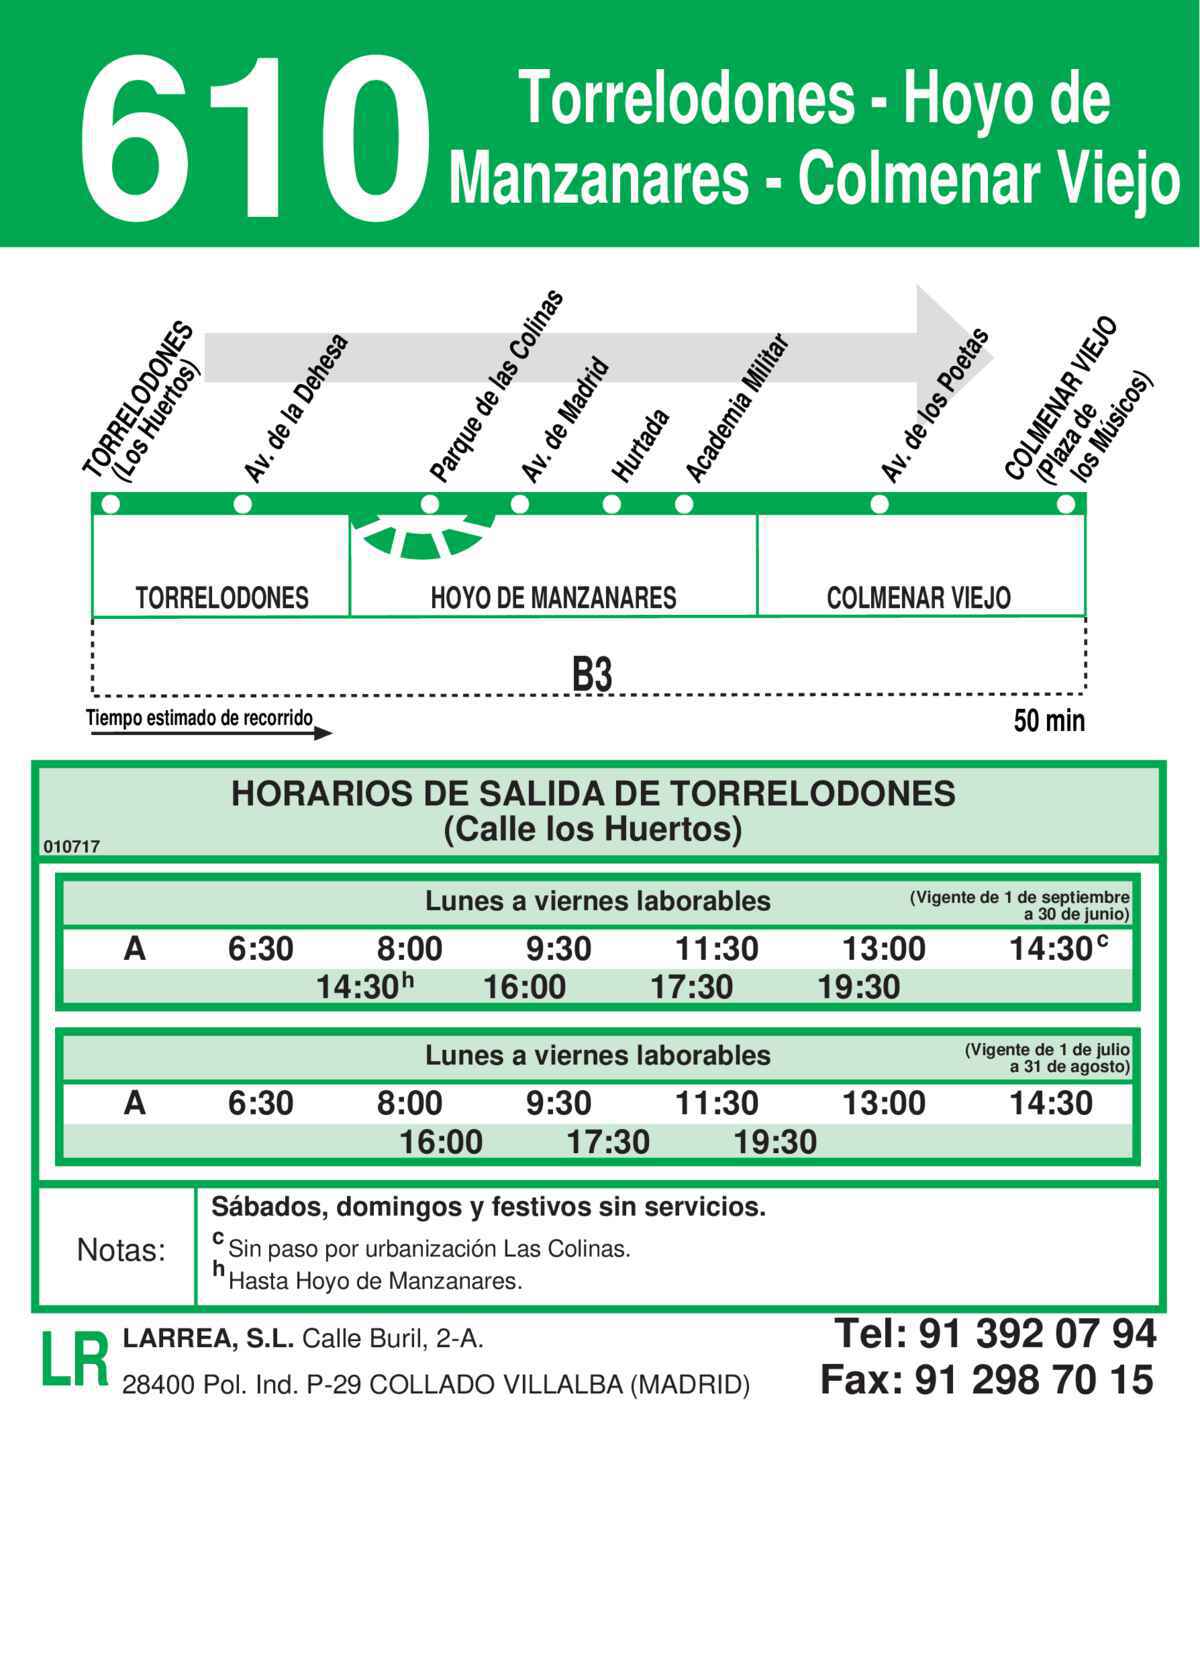 610
Torrelodones - Hoyo de
Manzanares - Colmenar Viejo
TORRELODONES
(Los Huertos)
Av. de la Dehesa
Parque de las Colinas
Av. de Madrid
Hurtada
Academia Militar
Av. de los Poetas
COLMENAR VIEJO
(Plaza de
los Músicos)
TORRELODONES HOYO DE MANZANARES COLMENAR VIEJO
B3
Tiempo estimado de recorrido 50 min
HORARIOS DE SALIDA DE TORRELODONES
(Calle los Huertos)
010717
Lunes a viernes laborables (Vigente de 1 de septiembre
a 30 de junio)
A 6:30 8:00 9:30 11:30 13:00 14:30 c
14:30 h 16:00 17:30 19:30
Lunes a viernes laborables (Vigente de 1 de julio
a 31 de agosto)
A 6:30 8:00 9:30 11:30 13:00 14:30
16:00 17:30 19:30
Notas:
Sábados, domingos y festivos sin servicios.
c Sin paso por urbanización Las Colinas.
h Hasta Hoyo de Manzanares.
LR
LARREA, S.L. Calle Buril, 2-A.
28400 Pol. Ind. P-29 COLLADO VILLALBA (MADRID)
Tel: 91 392 07 94
Fax: 91 298 70 15